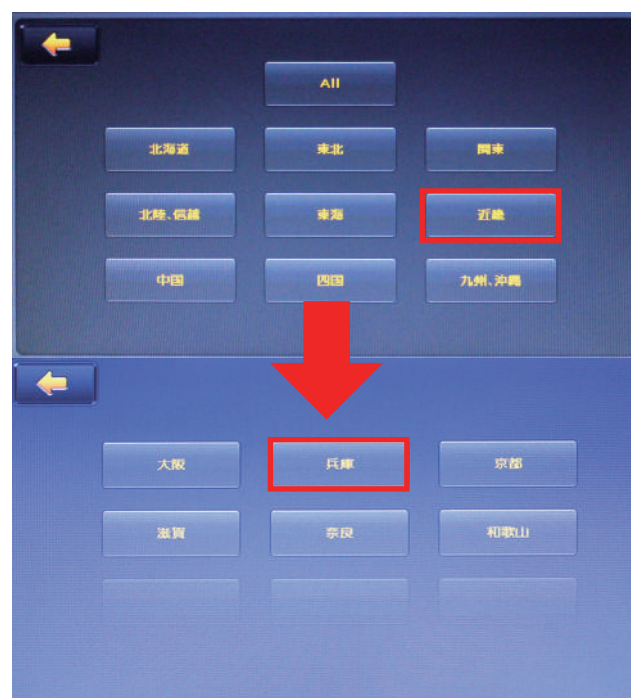 All
北海道 東北 関東
北陸、信越 東海 近畿
中国 四国 九州、沖縄
大阪 兵庫 京都
滋賀 奈良 和歌山